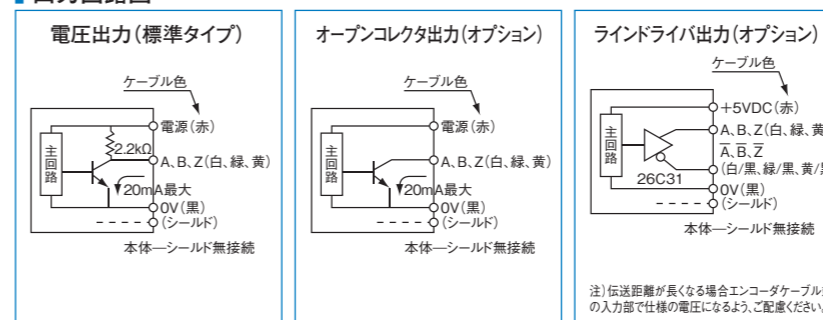 電圧出力(標準タイプ)
ケーブル色
電源(赤)
主回路
2.2kΩ
A、B、Z(白、緑、黄)
20mA最大
0V(黒)
(シールド)
本体―シールド無接続
オープンコレクタ出力(オプション)
ケーブル色
電源(赤)
主回路
A、B、Z(白、緑、黄)
20mA最大
0V(黒)
(シールド)
本体―シールド無接続
ラインドライバ出力(オプション)
ケーブル色
+5VDC(赤)
主回路
A、B、Z(白、緑、黄
A̅、B̅、Z̅
(白/黒、緑/黒、黄/
26C31
0V(黒)
(シールド)
本体―シールド無接続
注)伝送距離が長くなる場合エンコーダケーブル
の入力部で仕様の電圧になるよう、ご配慮ください